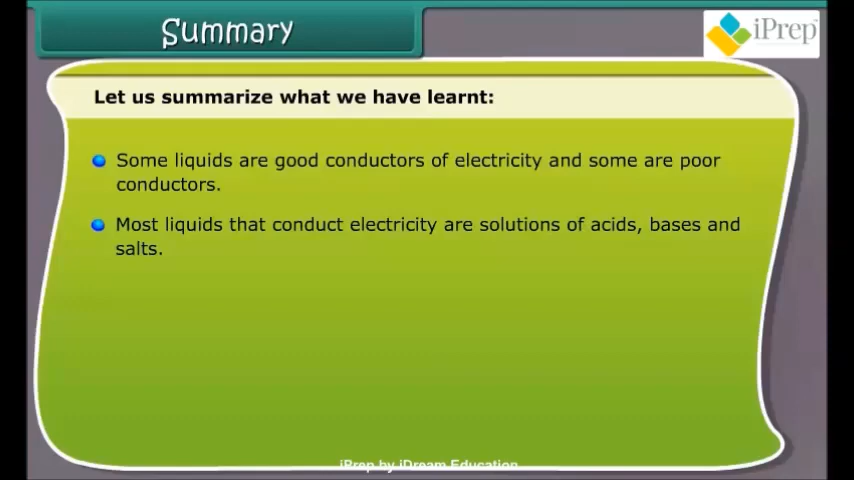 Summary
iPrep
Let us summarize what we have learnt:
Some liquids are good conductors of electricity and some are poor
conductors.
Most liquids that conduct electricity are solutions of acids, bases and
salts.
iPrep by iDream Education